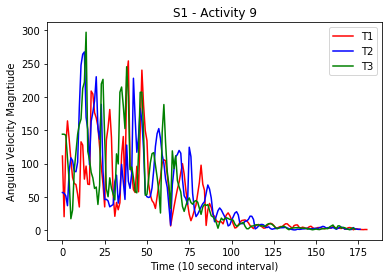 S1 - Activity 9
Angular Velocity Magntiude
300
250
200
150
100
50
0
T1
T2
T3
0 25 50 75 100 125 150 175
Time (10 second interval)